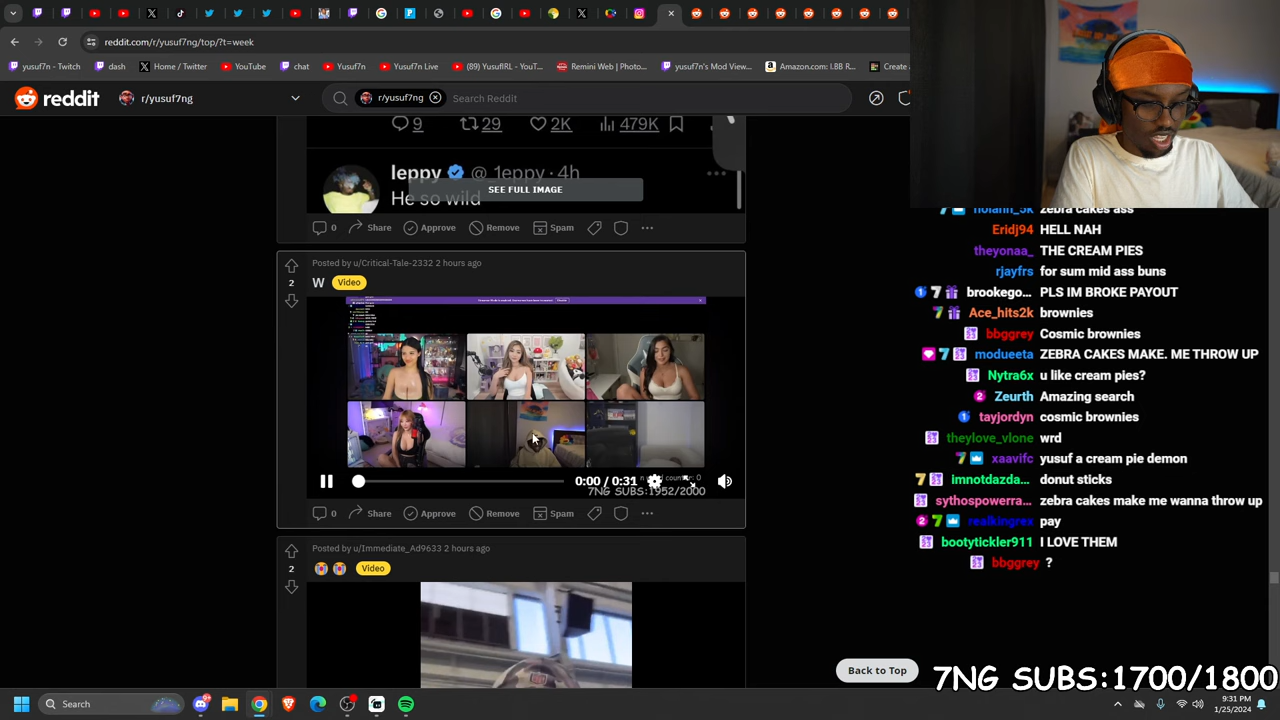 reddit.com/r/yusuf7ng/top/?t=week
yusuf7n - Twitch
dash
Home / Twitter
YouTube
chat
Yusuf7n
Yusuf7n Live
(89) YusufIRL - YouT...
Remini Web | Photo...
yusuf7n's Mod View...
Amazon.com: I.8B R...
Create a
reddit
r/yusuf7ng
r/yusuf7ng
Search Reddit
9
29
2K
479K
leppy
@_1eppy · 4h
He so wild
SEE FULL IMAGE
0
Share
Approve
Remove
Spam
Posted by u/Critical-Tale-2332 2 hours ago
2
W
Video
0:00 / 0:31
7NG SUBS:1952/2000
0
Share
Approve
Remove
Spam
Posted by u/Immediate_Ad9633 2 hours ago
2
Video
Back to Top
zebra cakes ass
Eridj94 HELL NAH
theyonaa_ THE CREAM PIES
rjayfrs for sum mid ass buns
brookego... PLS IM BROKE PAYOUT
Ace_hits2k brownies
bbggrey Cosmic brownies
modueeta ZEBRA CAKES MAKE. ME THROW UP
Nytra6x u like cream pies?
Zeurth Amazing search
tayjordyn cosmic brownies
theylove_vlone wrd
xaavifc yusuf a cream pie demon
imnotdazda... donut sticks
sythospowerra... zebra cakes make me wanna throw up
realkingrex pay
bootytickler911 I LOVE THEM
bbggrey ?
7NG SUBS:1700/1800
Search
9:31 PM
1/25/2024